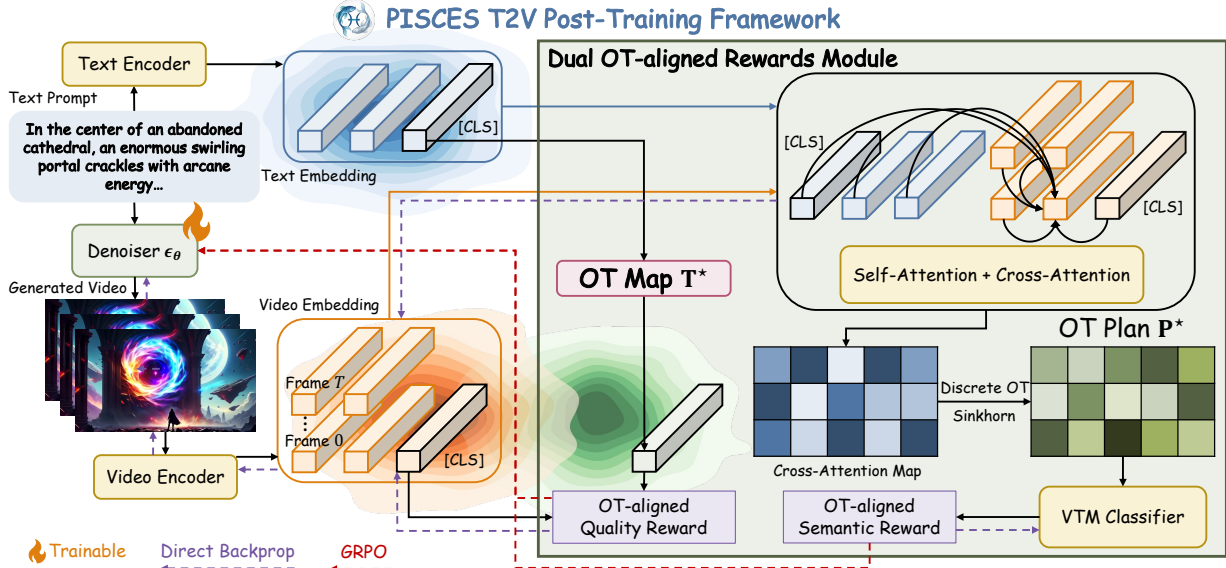 PISCES T2V Post-Training Framework
Text Encoder
Text Prompt
In the center of an abandoned
cathedral, an enormous swirling
portal crackles with arcane
energy...
Denoiser ϵθ
Generated Video
Video Encoder
[CLS]
Text Embedding
Video Embedding
Frame T
Frame 0
[CLS]
Dual OT-aligned Rewards Module
OT Map T⋆
OT-aligned
Quality Reward
[CLS]
[CLS]
Self-Attention + Cross-Attention
OT Plan P⋆
Discrete OT
Sinkhorn
Cross-Attention Map
OT-aligned
Semantic Reward
VTM Classifier
Trainable
Direct Backprop
GRPO